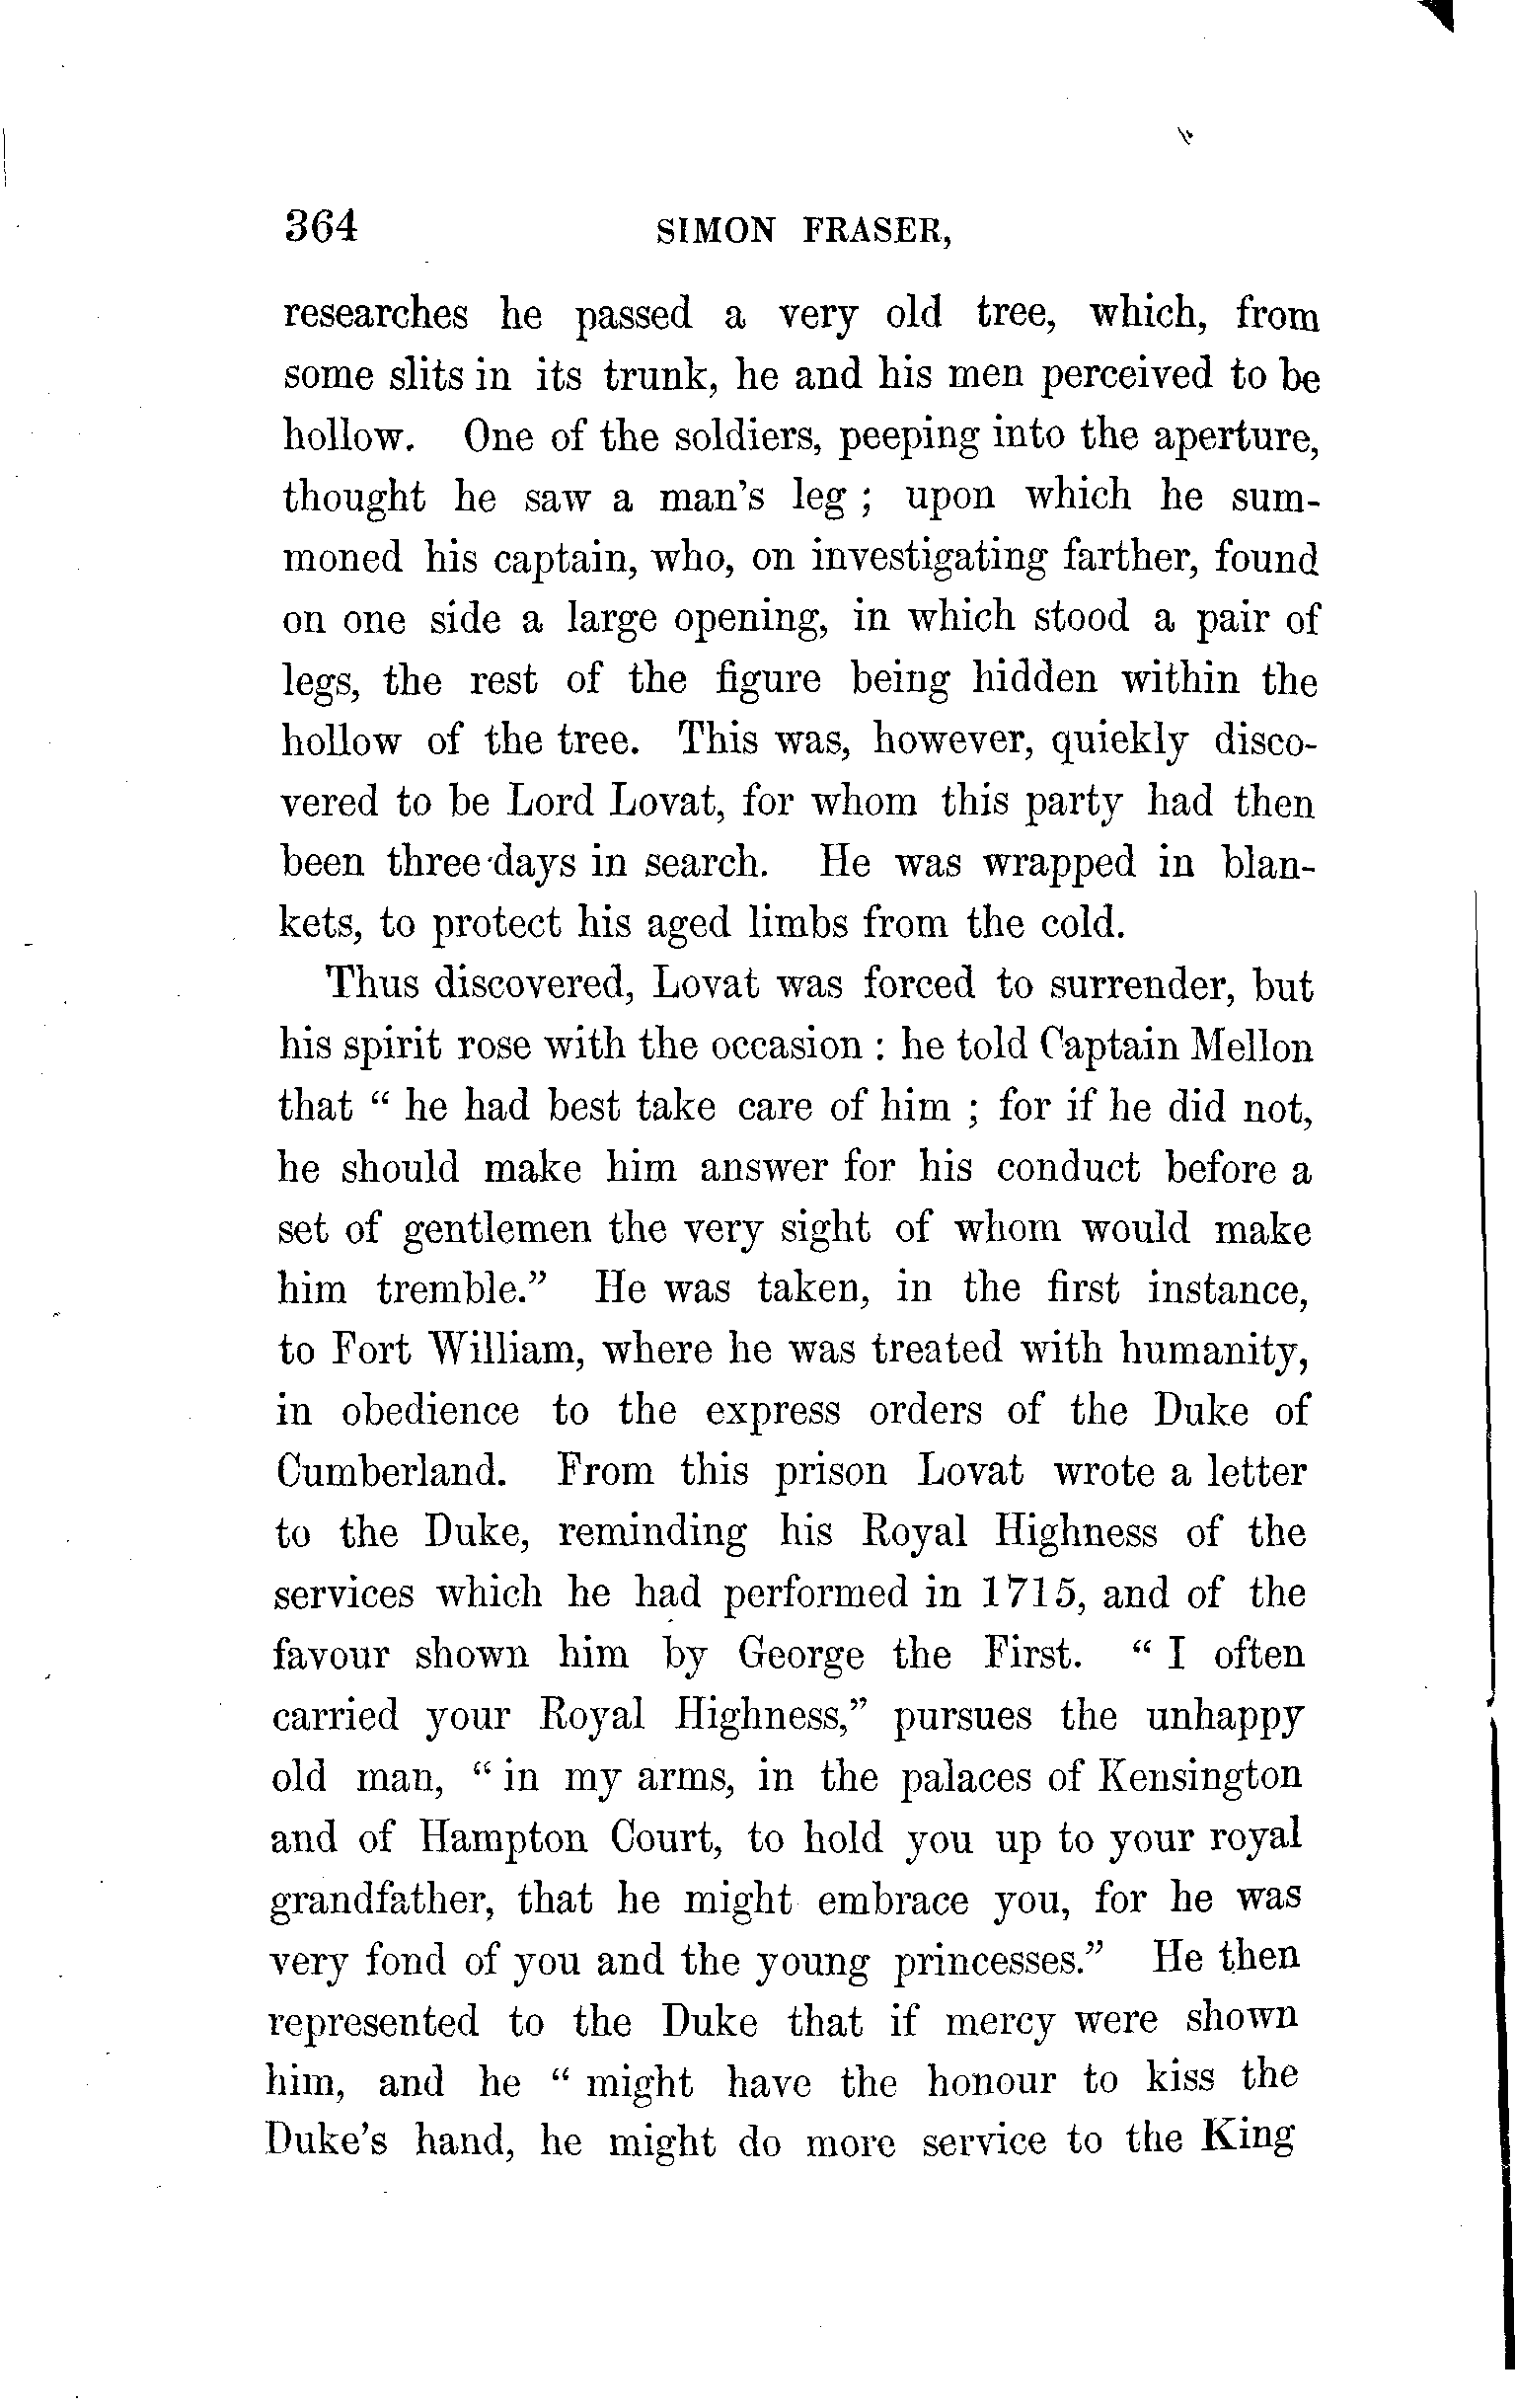 364 SIMON FRASER,
researches he passed a very old tree, which, from
some slits in its trunk, he and his men perceived to be
hollow. One of the soldiers, peeping into the aperture,
thought he saw a man's leg ; upon which he sum-
moned his captain, who, on investigating farther, found
on one side a large opening, in which stood a pair of
legs, the rest of the figure being hidden within the
hollow of the tree. This was, however, quiekly disco-
vered to be Lord Lovat, for whom this party had then
been three days in search. He was wrapped in blan-
kets, to protect his aged limbs from the cold.
Thus discovered, Lovat was forced to surrender, but
his spirit rose with the occasion : he told Captain Mellon
that “ he had best take care of him ; for if he did not,
he should make him answer for his conduct before a
set of gentlemen the very sight of whom would make
him tremble.” He was taken, in the first instance,
to Fort William, where he was treated with humanity,
in obedience to the express orders of the Duke of
Cumberland. From this prison Lovat wrote a letter
to the Duke, reminding his Royal Highness of the
services which he had performed in 1715, and of the
favour shown him by George the First. “ I often
carried your Royal Highness,” pursues the unhappy
old man, “ in my arms, in the palaces of Kensington
and of Hampton Court, to hold you up to your royal
grandfather, that he might embrace you, for he was
very fond of you and the young princesses.” He then
represented to the Duke that if mercy were shown
him, and he “ might have the honour to kiss the
Duke's hand, he might do more service to the King